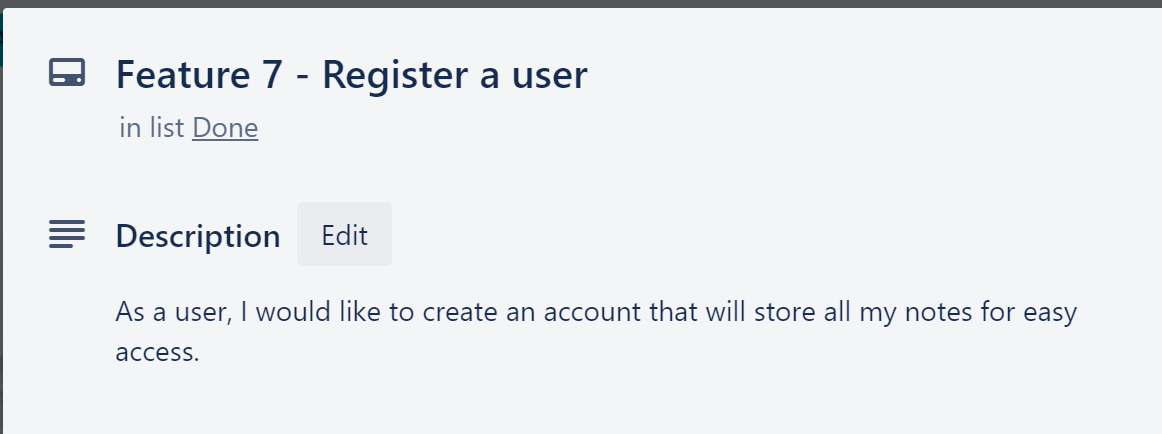 Feature 7 - Register a user
in list Done
Description Edit
As a user, I would like to create an account that will store all my notes for easy
access.